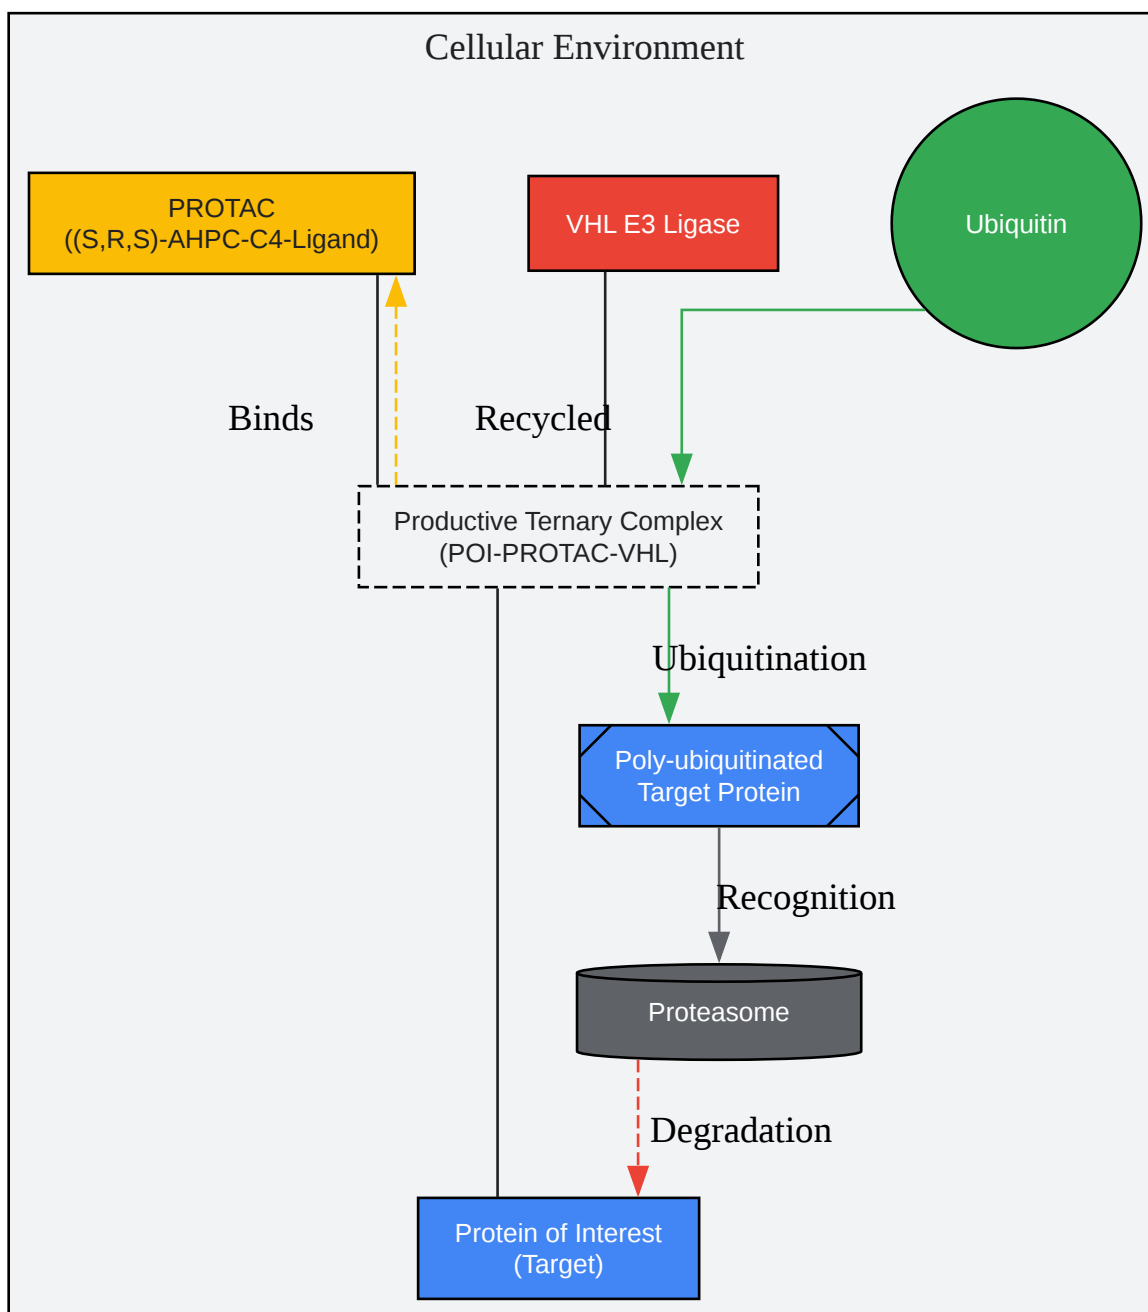 Cellular Environment
PROTAC
((S,R,S)-AHPC-C4-Ligand)
VHL E3 Ligase
Ubiquitin
Binds
Recycled
Productive Ternary Complex
(POI-PROTAC-VHL)
Ubiquitination
Poly-ubiquitinated
Target Protein
Recognition
Proteasome
Degradation
Protein of Interest
(Target)